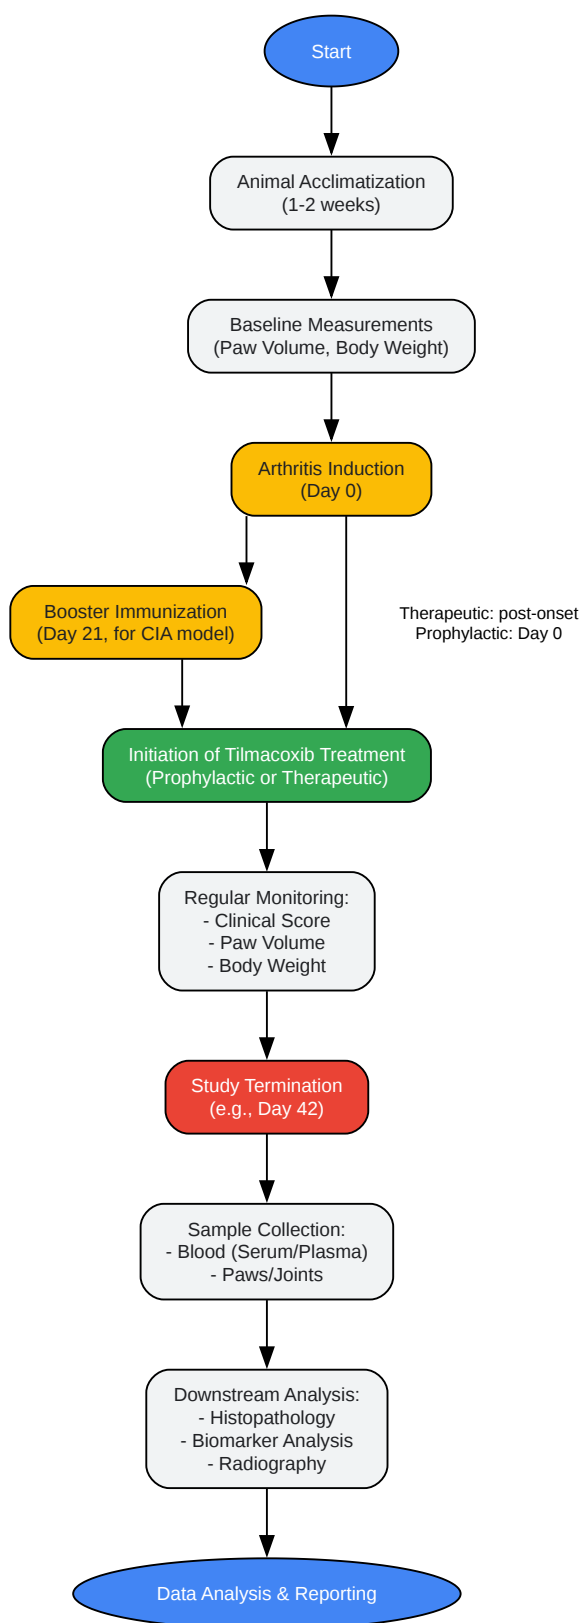 Start
Animal Acclimatization
(1-2 weeks)
Baseline Measurements
(Paw Volume, Body Weight)
Arthritis Induction
(Day 0)
Booster Immunization
(Day 21, for CIA model)
Therapeutic: post-onset
Prophylactic: Day 0
Initiation of Tilmacoxib Treatment
(Prophylactic or Therapeutic)
Regular Monitoring:
- Clinical Score
- Paw Volume
- Body Weight
Study Termination
(e.g., Day 42)
Sample Collection:
- Blood (Serum/Plasma)
- Paws/Joints
Downstream Analysis:
- Histopathology
- Biomarker Analysis
- Radiography
Data Analysis & Reporting